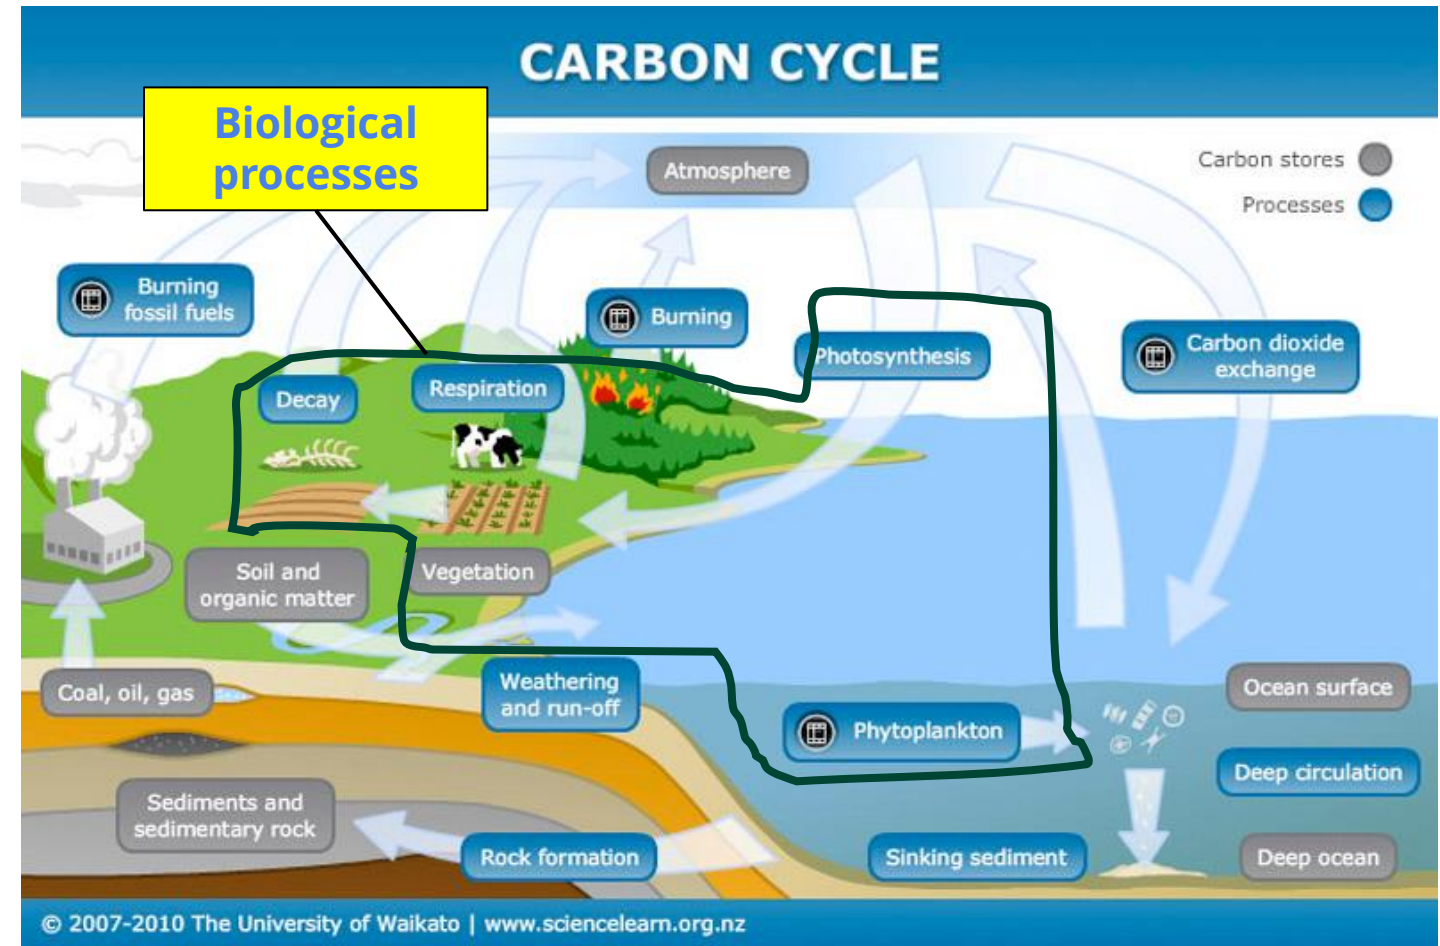 CARBON CYCLE
Biological
processes
Atmosphere
Carbon stores
Processes
Burning
fossil fuels
Burning
Photosynthesis
Carbon dioxide
exchange
Decay
Respiration
Soil and
organic matter
Vegetation
Coal, oil, gas
Weathering
and run-off
Ocean surface
Phytoplankton
Deep circulation
Sediments and
sedimentary rock
Rock formation
Sinking sediment
Deep ocean
© 2007-2010 The University of Waikato | www.sciencelearn.org.nz